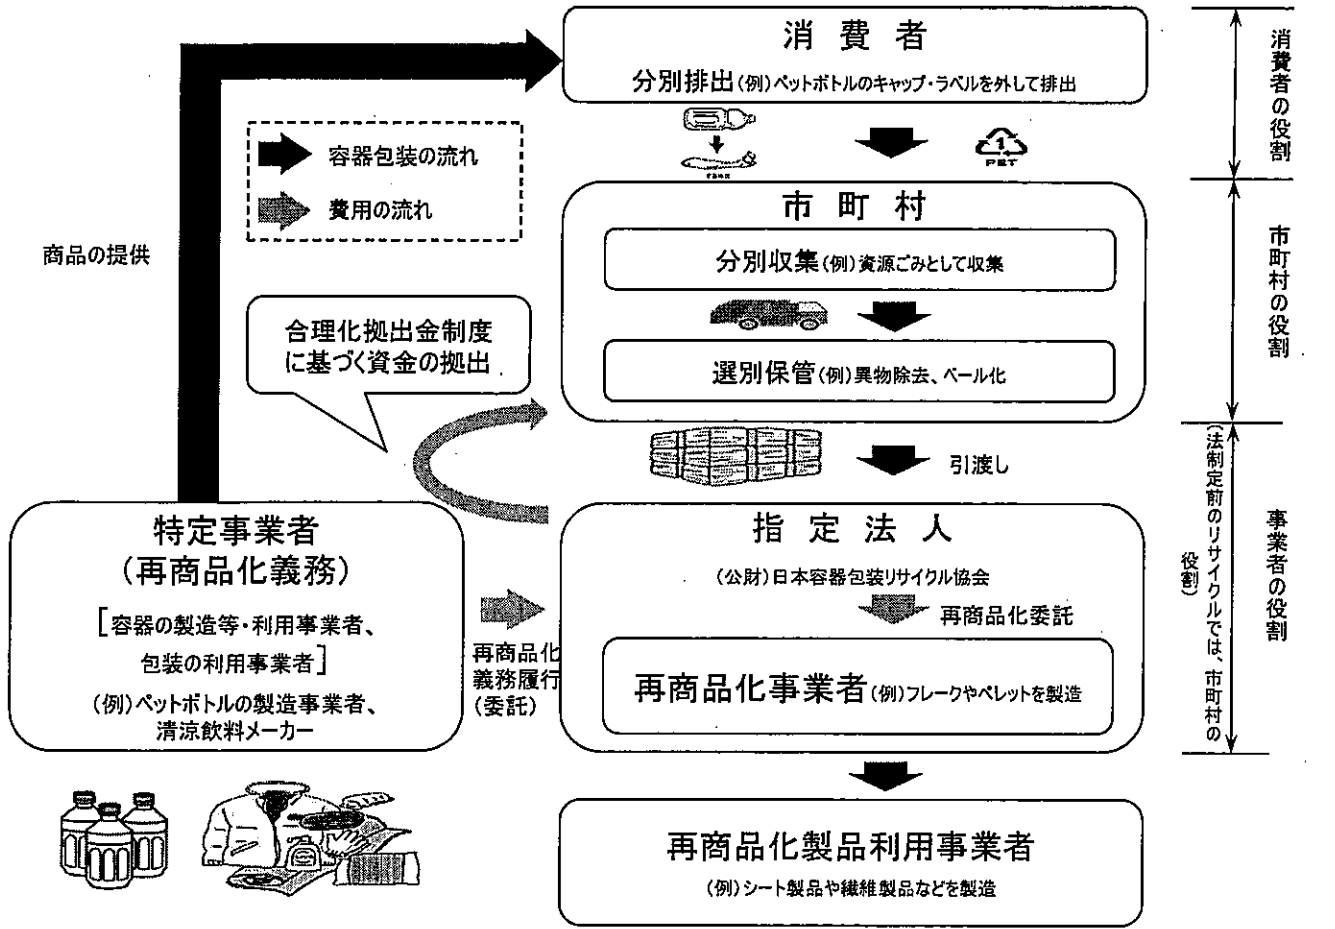 消費者
分別排出(例)ペットボトルのキャップ・ラベルを外して排出
1
PET
容器包装の流れ
費用の流れ
商品の提供
市町村
分別収集(例)資源ごみとして収集
選別保管(例)異物除去、ベール化
合理化拠出金制度
に基づく資金の拠出
引渡し
特定事業者
(再商品化義務)
[容器の製造等・利用事業者、
包装の利用事業者]
(例)ペットボトルの製造事業者、
清涼飲料メーカー
再商品化
義務履行
(委託)
指定法人
(公財)日本容器包装リサイクル協会
再商品化委託
再商品化事業者(例)フレークやペレットを製造
再商品化製品利用事業者
(例)シート製品や繊維製品などを製造
消費者の役割
市町村の役割
事業者の役割
(法制定前のリサイクルでは、市町村の
役割)